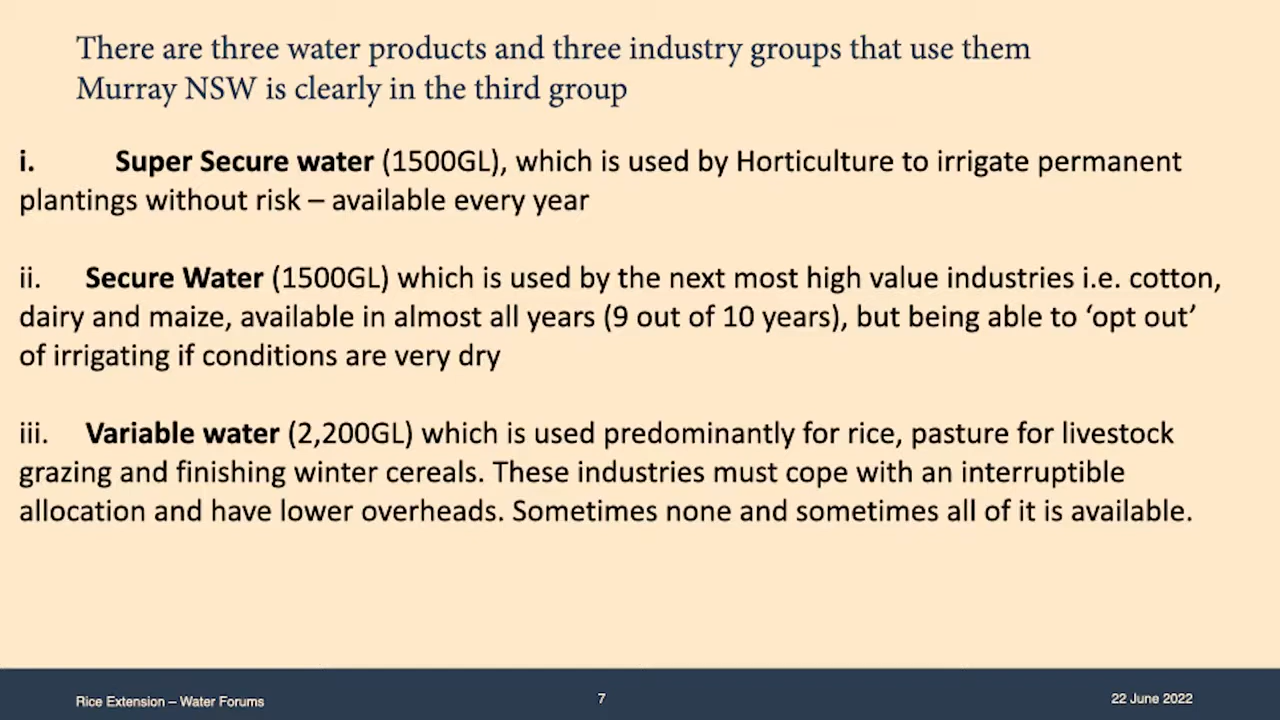 There are three water products and three industry groups that use them
Murray NSW is clearly in the third group
i. Super Secure water (1500GL), which is used by Horticulture to irrigate permanent
plantings without risk – available every year
ii. Secure Water (1500GL) which is used by the next most high value industries i.e. cotton,
dairy and maize, available in almost all years (9 out of 10 years), but being able to ‘opt out’
of irrigating if conditions are very dry
iii. Variable water (2,200GL) which is used predominantly for rice, pasture for livestock
grazing and finishing winter cereals. These industries must cope with an interruptible
allocation and have lower overheads. Sometimes none and sometimes all of it is available.
Rice Extension – Water Forums
7
22 June 2022